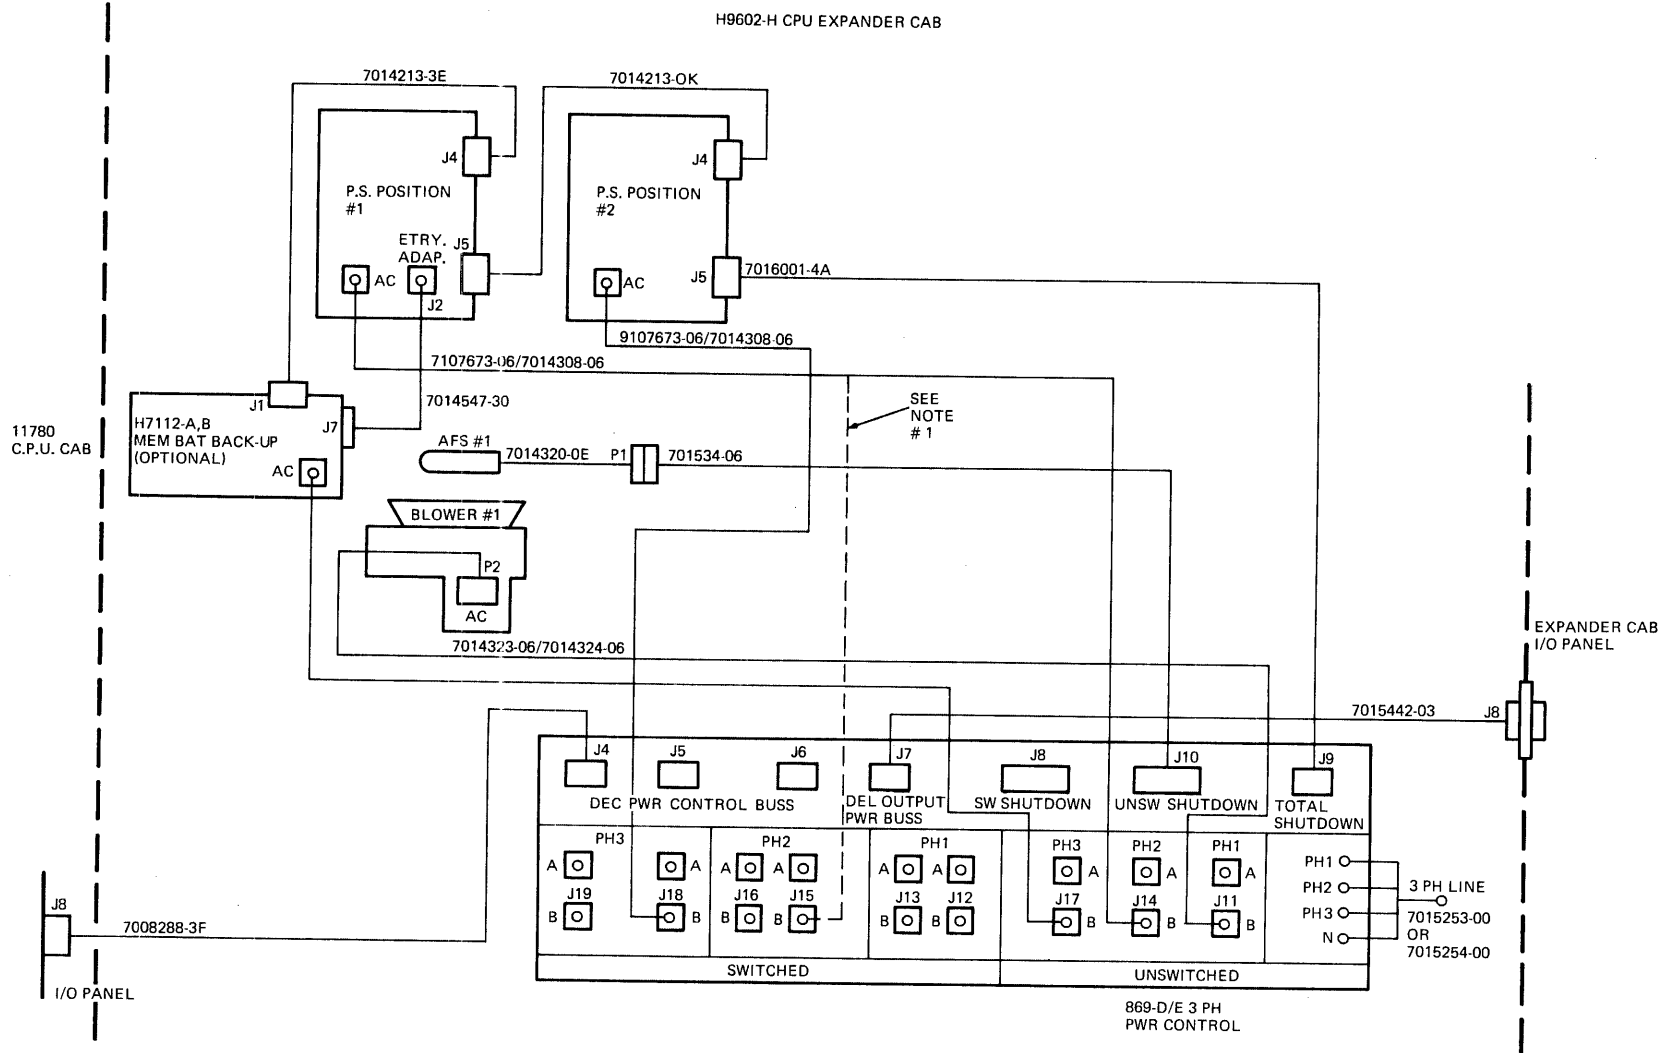 H9602-H CPU EXPANDER CAB
7014213-3E
7014213-OK
J4
P.S. POSITION
#1
ETRY.
ADAP.
J5
AC
J2
J4
P.S. POSITION
#2
AC
J5
7016001-4A
9107673-06/7014308-06
7107673-06/7014308-06
7014547-30
J1
J7
H7112-A,B
MEM BAT BACK-UP
(OPTIONAL)
AC
11780
C.P.U. CAB
SEE
NOTE
# 1
AFS #1
7014320-0E
P1
701534-06
BLOWER #1
P2
AC
7014323-06/7014324-06
EXPANDER CAB
I/O PANEL
7015442-03
J8
J4
J5
J6
J7
J8
J10
J9
DEC PWR CONTROL BUSS
DEL OUTPUT
PWR BUSS
SW SHUTDOWN
UNSW SHUTDOWN
TOTAL
SHUTDOWN
PH3
PH2
PH1
PH3
PH2
PH1
A
A
A
A
A
A
A
A
A
J19
J18
J16
J15
J13
J12
J17
J14
J11
B
B
B
B
B
B
B
B
B
PH1
PH2
PH3
N
3 PH LINE
7015253-00
OR
7015254-00
SWITCHED
UNSWITCHED
869-D/E 3 PH
PWR CONTROL
J8
7008288-3F
I/O PANEL